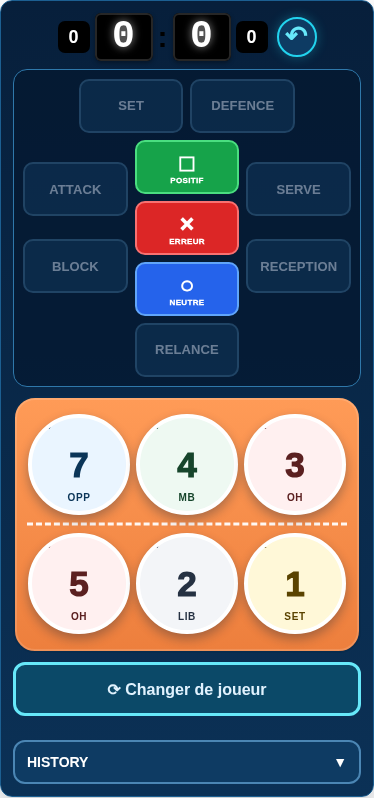 0 0 : 0 0 ↶
SET DEFENCE
□
POSITIF
ATTACK SERVE
×
ERREUR
BLOCK RECEPTION
○
NEUTRE
RELANCE
7 4 3
OPP MB OH
5 2 1
OH LIB SET
⟳ Changer de joueur
HISTORY ▼